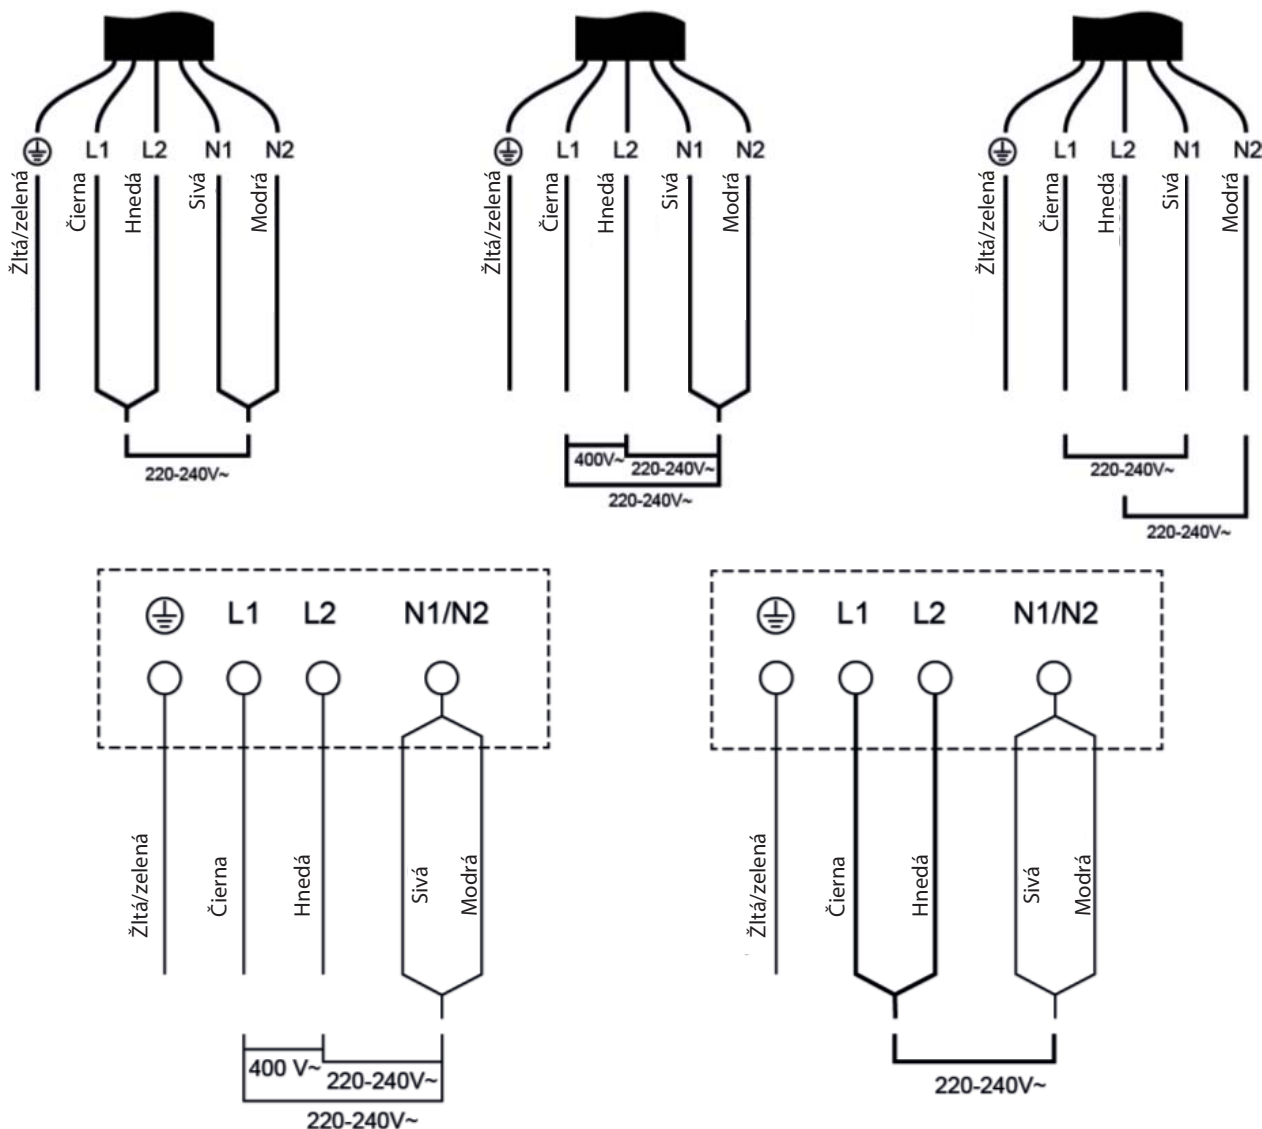 L1 L2 N1 N2
Žltá/zelená
Čierna
Hnedá
Sivá
Modrá
220-240V~
L1 L2 N1 N2
Žltá/zelená
Čierna
Hnedá
Sivá
Modrá
400V~
220-240V~
220-240V~
L1 L2 N1 N2
Žltá/zelená
Čierna
Hnedá
Sivá
Modrá
220-240V~
220-240V~
L1 L2 N1/N2
Žltá/zelená
Čierna
Hnedá
Sivá
Modrá
400 V~
220-240V~
220-240V~
L1 L2 N1/N2
Žltá/zelená
Čierna
Hnedá
Sivá
Modrá
220-240V~